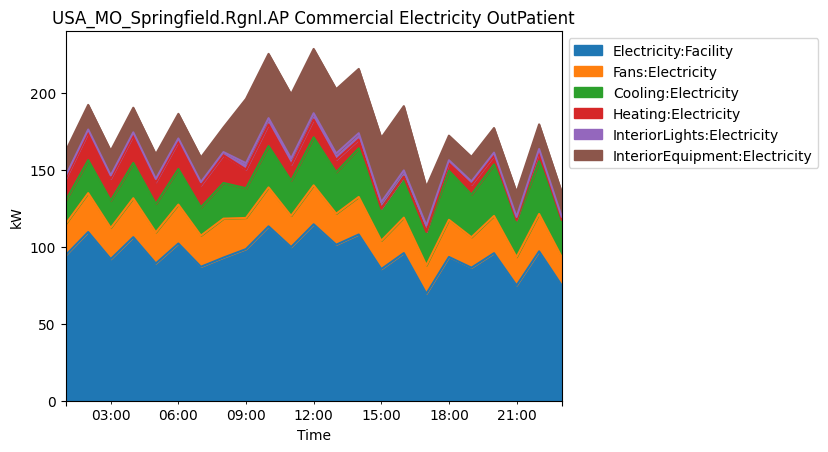 USA_MO_Springfield.Rgnl.AP Commercial Electricity OutPatient
Electricity:Facility
Fans:Electricity
Cooling:Electricity
Heating:Electricity
InteriorLights:Electricity
InteriorEquipment:Electricity
kW
200
150
100
50
0
03:00 06:00 09:00 12:00 15:00 18:00 21:00
Time